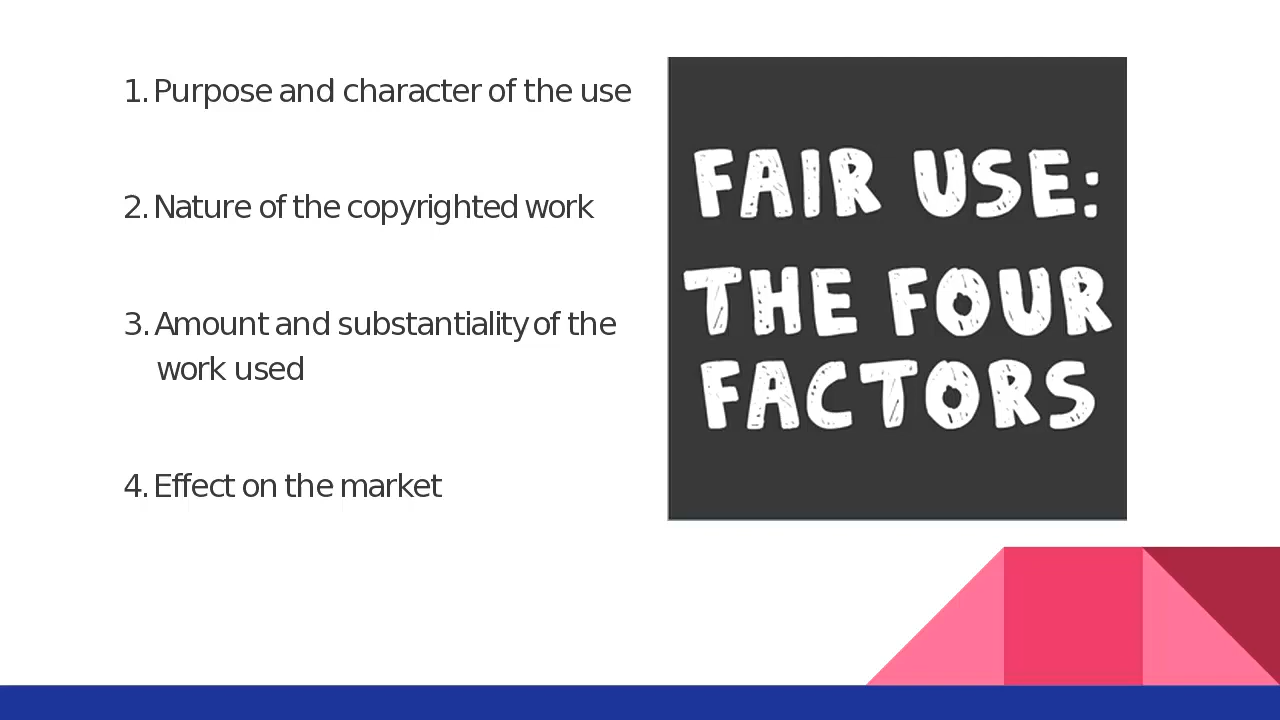 1. Purpose and character of the use
2. Nature of the copyrighted work
3. Amount and substantiality of the
work used
4. Effect on the market
FAIR USE:
THE FOUR
FACTORS